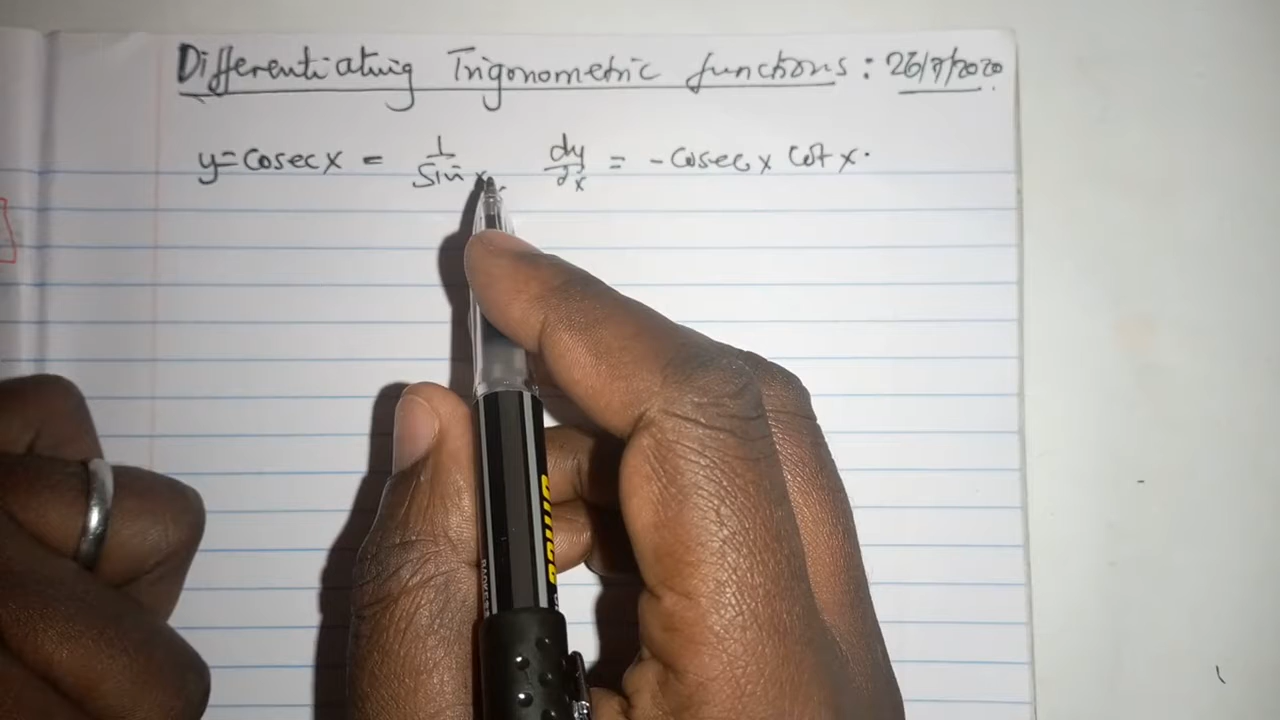 Differentiating Trigonometric functions : 26/7/2020
y = Cosec x = 1/Sin x dy/dx = - Cosec x Cot x.